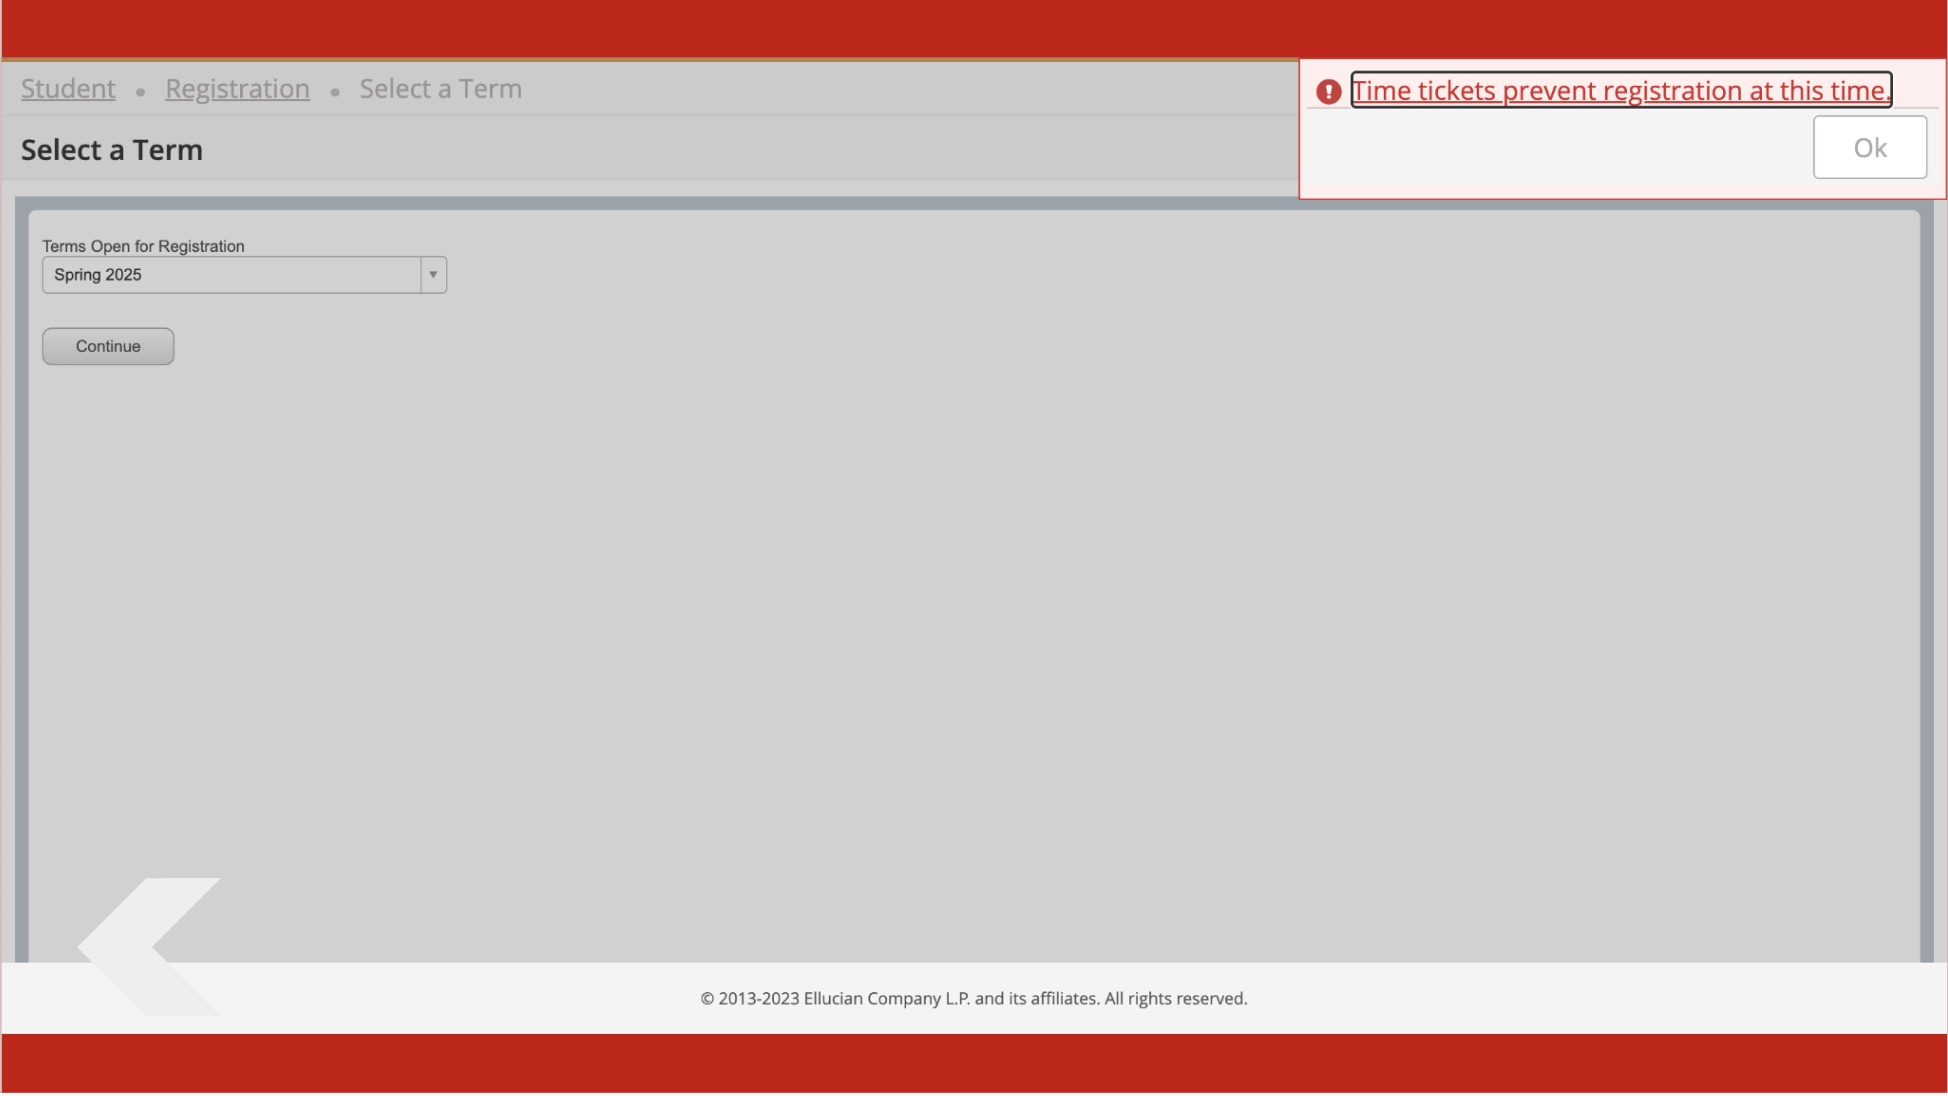 Student • Registration • Select a Term
Time tickets prevent registration at this time.
Ok
Select a Term
Terms Open for Registration
Spring 2025
Continue
© 2013-2023 Ellucian Company L.P. and its affiliates. All rights reserved.